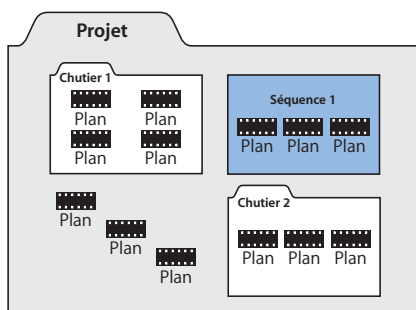 Projet
Chutier 1
Plan Plan
Plan Plan
Séquence 1
Plan Plan Plan
Plan
Plan
Plan
Chutier 2
Plan Plan Plan